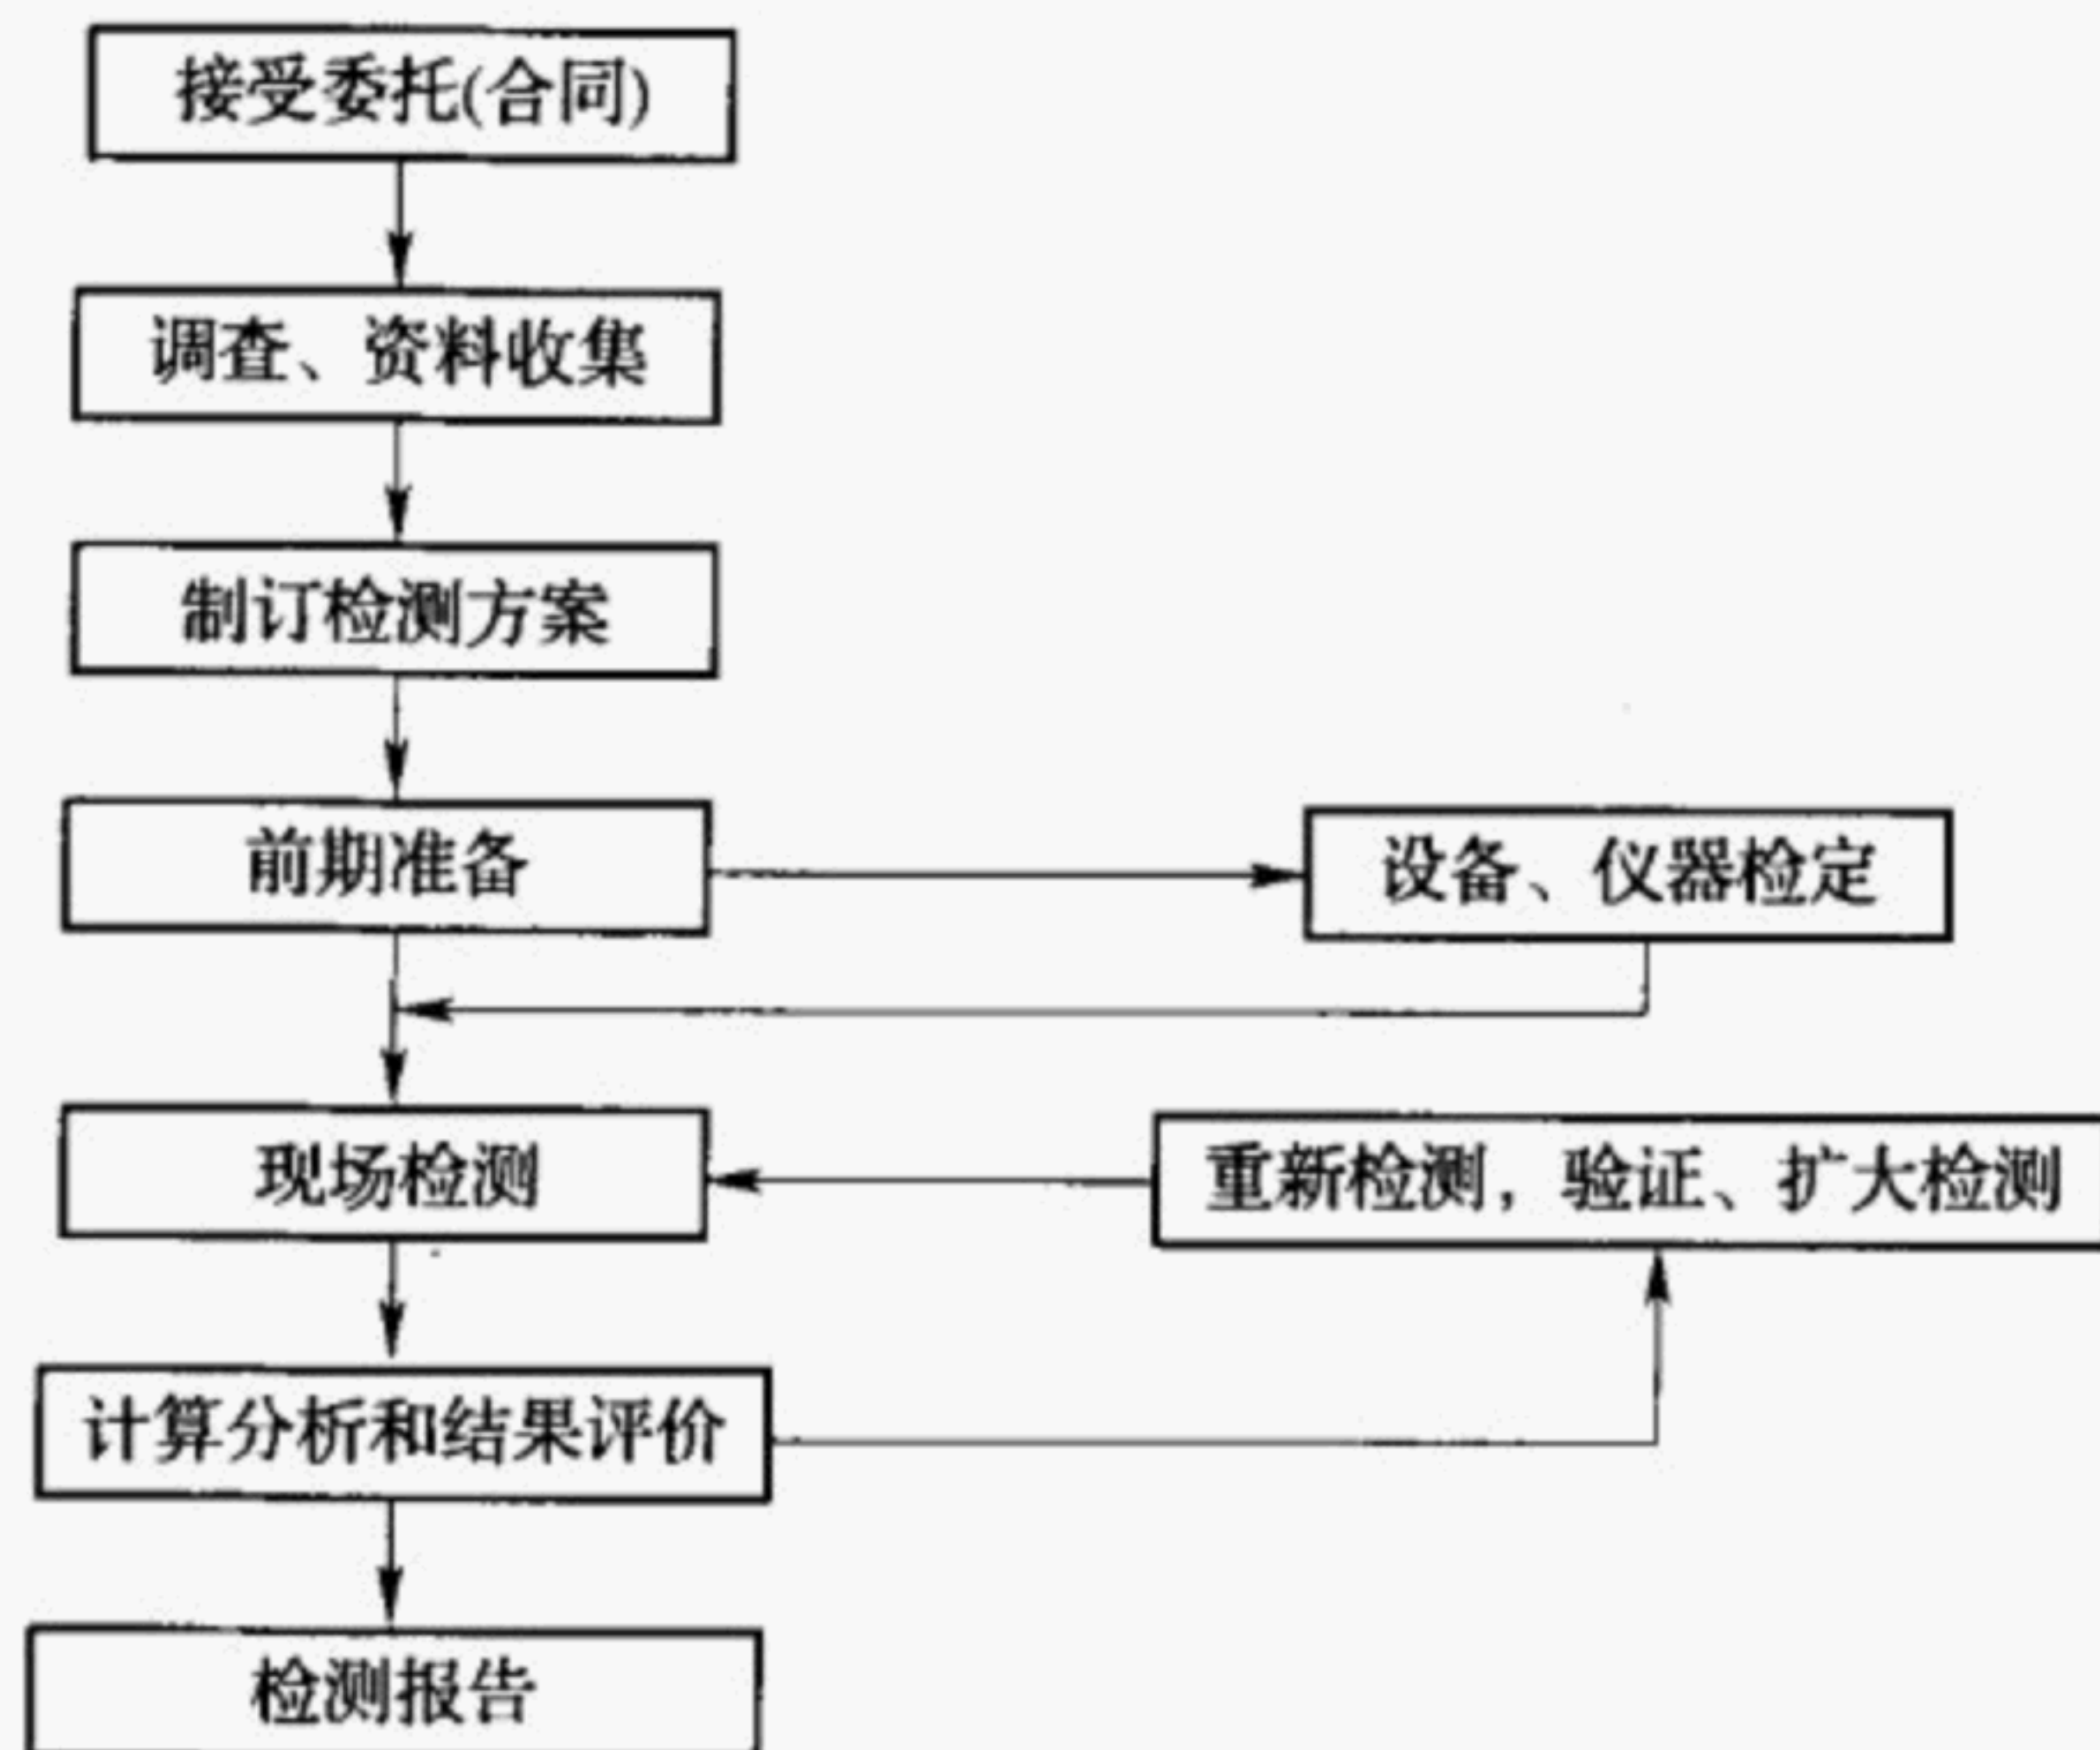 接受委托(合同)
调查、资料收集
制订检测方案
前期准备
设备、仪器检定
现场检测
重新检测，验证、扩大检测
计算分析和结果评价
检测报告